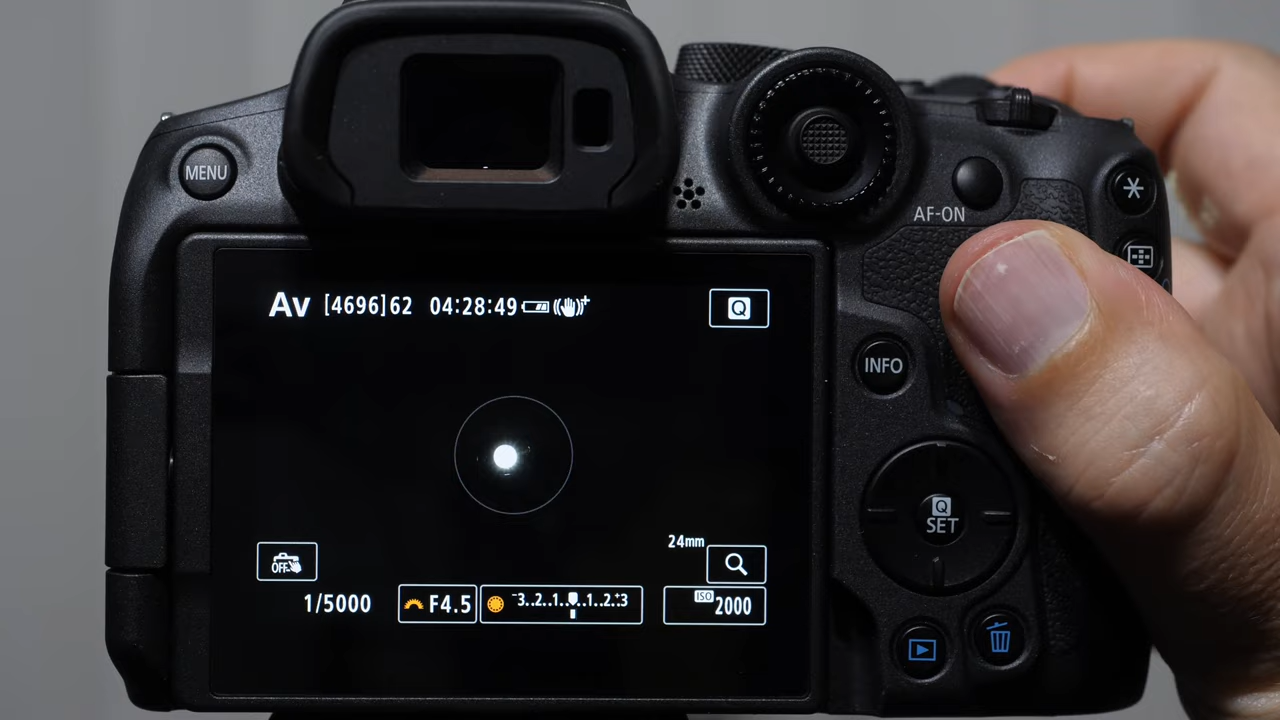 MENU
AF-ON
Av [4696]62 04:28:49
Q
INFO
24mm
OFF
1/5000 F4.5 -3..2..1..0..1..2..+3 ISO 2000
Q
SET